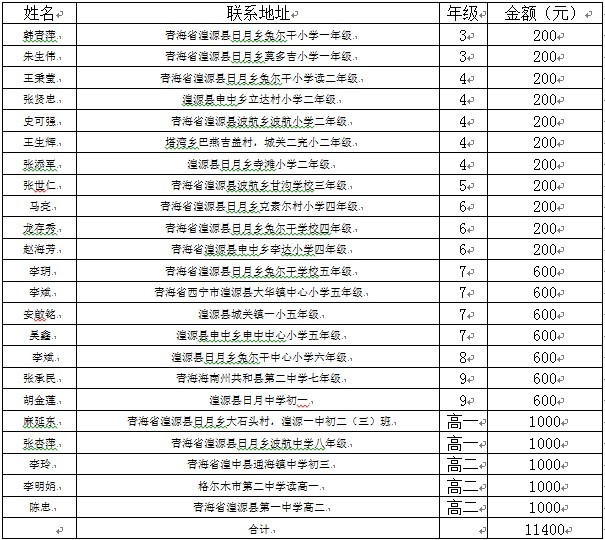 姓名 联系地址 年级 金额（元）
韩青萍 青海省湟源县日月乡兔尔干小学一年级 3 200
朱生伟 青海省湟源县日月乡莫多吉小学一年级 3 200
王秉莹 青海省湟源县日月乡兔尔干小学读二年级 4 200
张贤忠 湟源县申中乡立达村小学二年级 4 200
史可强 青海省湟源县波航乡波航小学二年级 4 200
王生辉 塔湾乡巴燕吉盖村，城关二完小二年级 4 200
张添军 湟源县日月乡寺滩小学二年级 4 200
张世仁 青海省湟源县波航乡甘沟学校三年级 5 200
马亮 青海省湟源县日月乡克素尔村小学四年级 6 200
龙存秀 青海省湟源县日月乡兔尔干学校四年级 6 200
赵海芳 青海省湟源县申中乡李达小学四年级 6 200
李玥 青海省湟源县日月乡兔尔干学校五年级 7 600
李斌 青海省西宁市湟源县大华镇中心小学五年级 7 600
安敏铭 湟源县城关镇一小五年级 7 600
吴鑫 湟源县申中乡申中中心小学五年级 7 600
李斌 湟源县日月乡兔尔干中心小学六年级 8 600
张承民 青海海南州共和县第二中学七年级 9 600
胡金莲 湟源县日月中学初一 9 600
麻延东 青海省湟源县日月乡大石头村，湟源一中初二（三）班 高一 1000
张杏萍 青海省湟源县日月乡波航中学八年级 高一 1000
李玲 青海省湟中县通海镇中学初三 高二 1000
李明娟 格尔木市第二中学读高一 高二 1000
陈忠 青海省湟源县第一中学高二 高二 1000
合计 11400